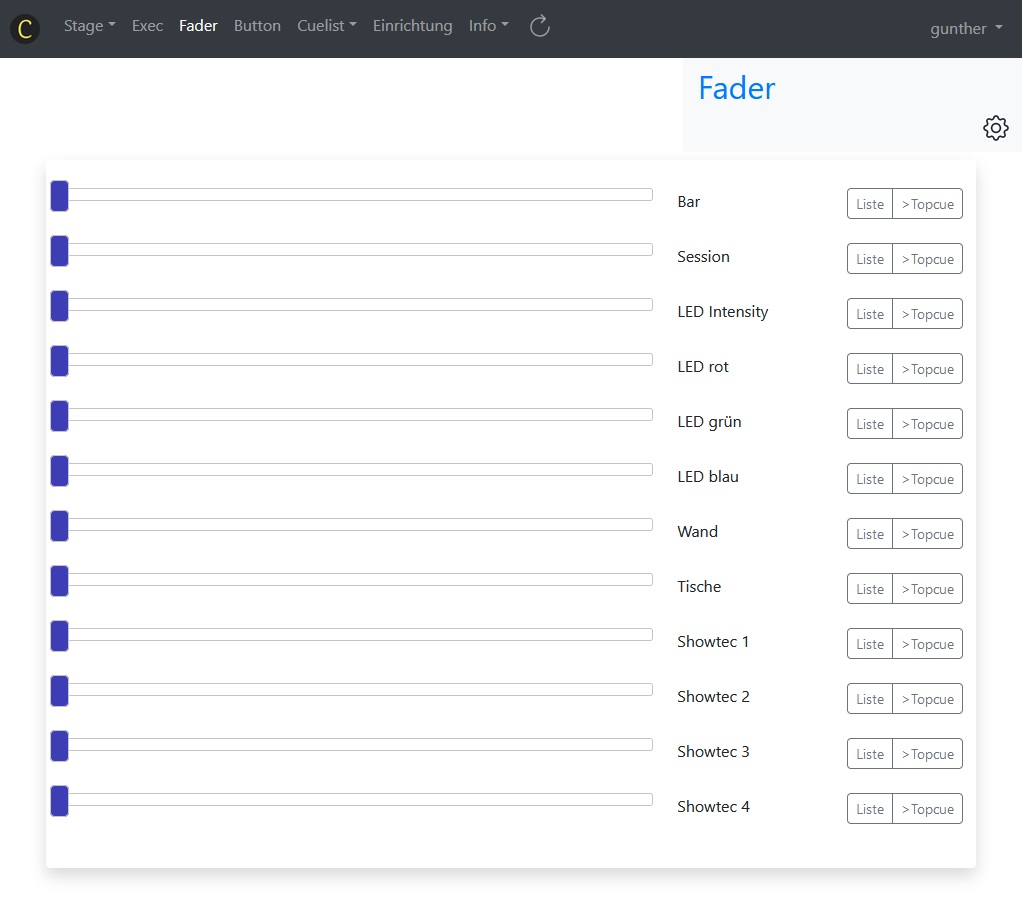 C Stage Exec Fader Button Cuelist Einrichtung Info gunther
Fader
Bar Liste >Topcue
Session Liste >Topcue
LED Intensity Liste >Topcue
LED rot Liste >Topcue
LED grün Liste >Topcue
LED blau Liste >Topcue
Wand Liste >Topcue
Tische Liste >Topcue
Showtec 1 Liste >Topcue
Showtec 2 Liste >Topcue
Showtec 3 Liste >Topcue
Showtec 4 Liste >Topcue